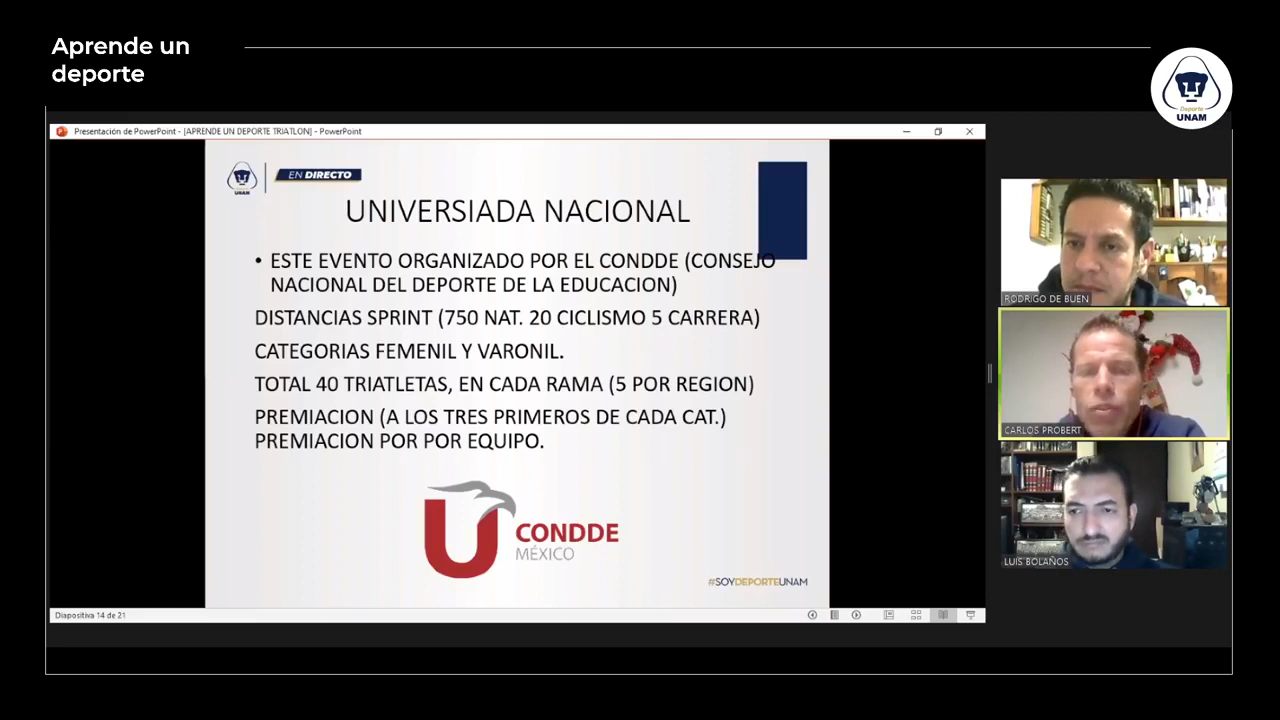 Aprende un
deporte
Deporte
UNAM
Presentación de PowerPoint - [APRENDE UN DEPORTE TRIATLON] - PowerPoint
UNAM
EN DIRECTO
UNIVERSIADA NACIONAL
• ESTE EVENTO ORGANIZADO POR EL CONDDE (CONSEJO
NACIONAL DEL DEPORTE DE LA EDUCACION)
DISTANCIAS SPRINT (750 NAT. 20 CICLISMO 5 CARRERA)
CATEGORIAS FEMENIL Y VARONIL.
TOTAL 40 TRIATLETAS, EN CADA RAMA (5 POR REGION)
PREMIACION (A LOS TRES PRIMEROS DE CADA CAT.)
PREMIACION POR POR EQUIPO.
CONDDE
MÉXICO
#SOYDEPORTEUNAM
Diapositiva 14 de 21
RODRIGO DE BUEN
CARLOS PROBERT
LUIS BOLAÑOS